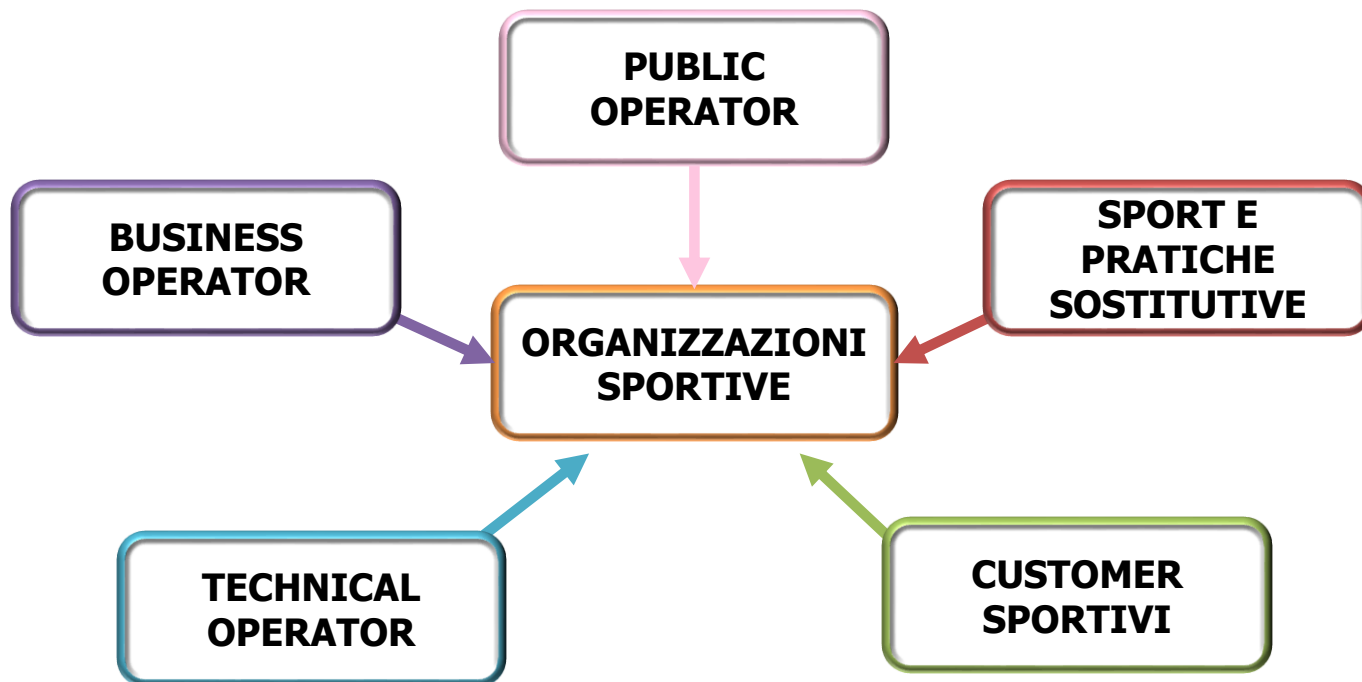 PUBLIC
OPERATOR
BUSINESS
OPERATOR
SPORT E
PRATICHE
SOSTITUTIVE
ORGANIZZAZIONI
SPORTIVE
TECHNICAL
OPERATOR
CUSTOMER
SPORTIVI